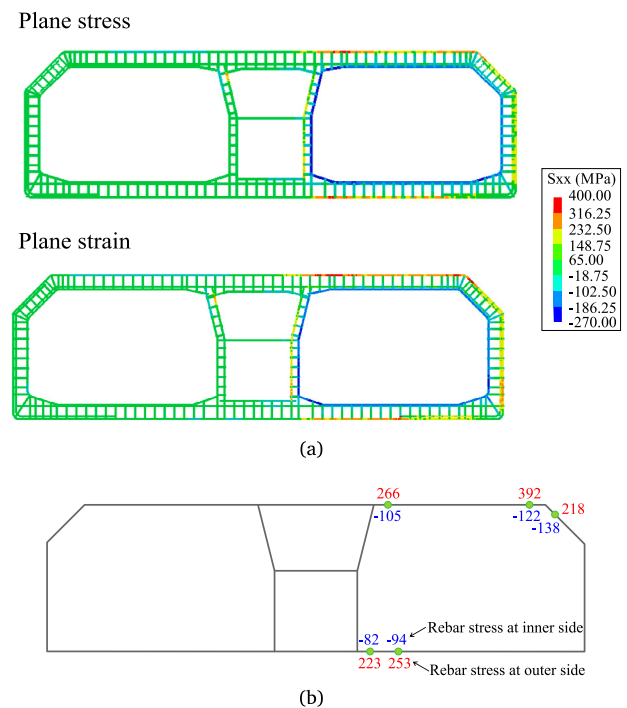 Plane stress
Sxx (MPa)
400.00
316.25
232.50
148.75
65.00
-18.75
-102.50
-186.25
-270.00
Plane strain
(a)
266
392
218
-105
-122
-138
-82
-94
Rebar stress at inner side
223
253
Rebar stress at outer side
(b)